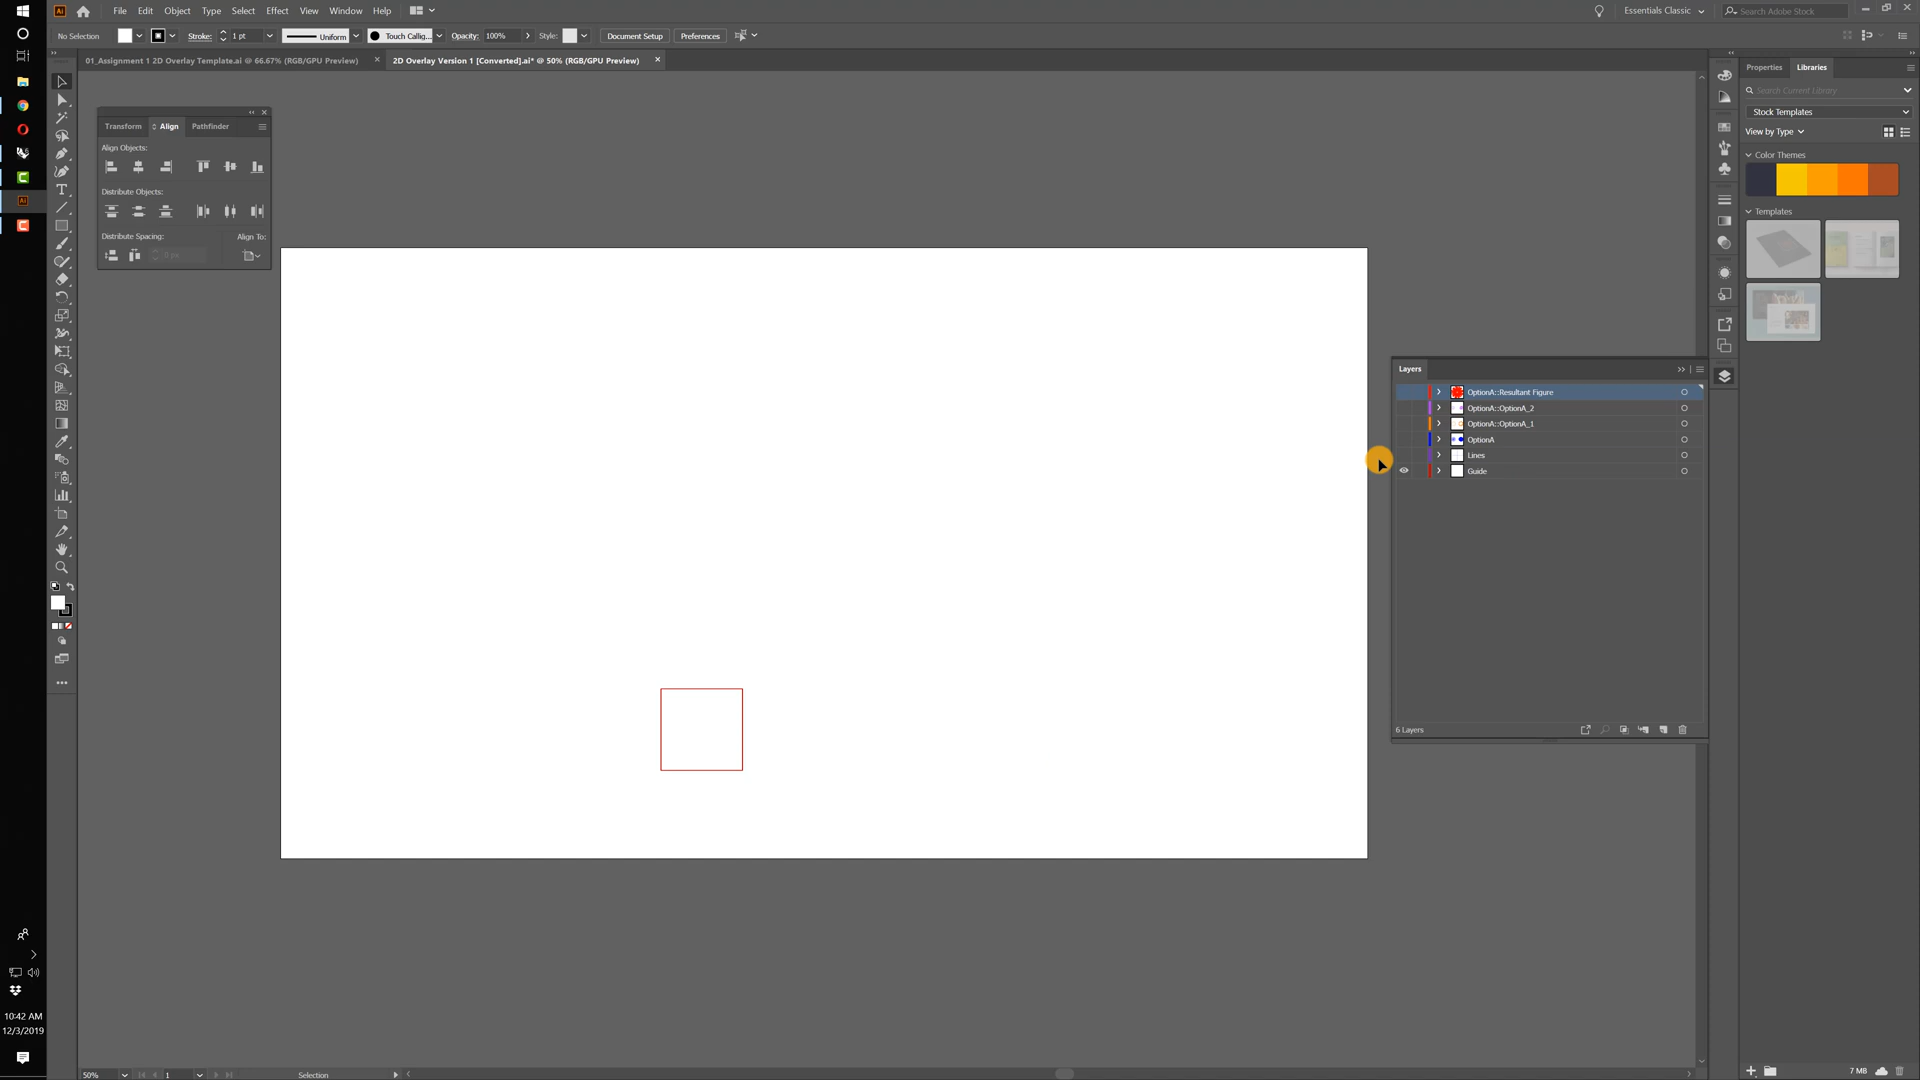 Ai File Edit Object Type Select Effect View Window Help Essentials Classic Search Adobe Stock
No Selection Stroke: 1 pt Uniform Touch Callig... Opacity: 100% Style: Document Setup Preferences
01_Assignment 1 2D Overlay Template.ai @ 66.67% (RGB/GPU Preview) × 2D Overlay Version 1 [Converted].ai* @ 50% (RGB/GPU Preview) ×
Properties Libraries
Search Current Library
Stock Templates
View by Type
Color Themes
Templates
Transform Align Pathfinder
Align Objects:
Distribute Objects:
Distribute Spacing: Align To:
0 px
Layers
OptionA::Resultant Figure
OptionA::OptionA_2
OptionA::OptionA_1
OptionA
Lines
Guide
6 Layers
10:42 AM
12/3/2019
50% 1 Selection
7 MB